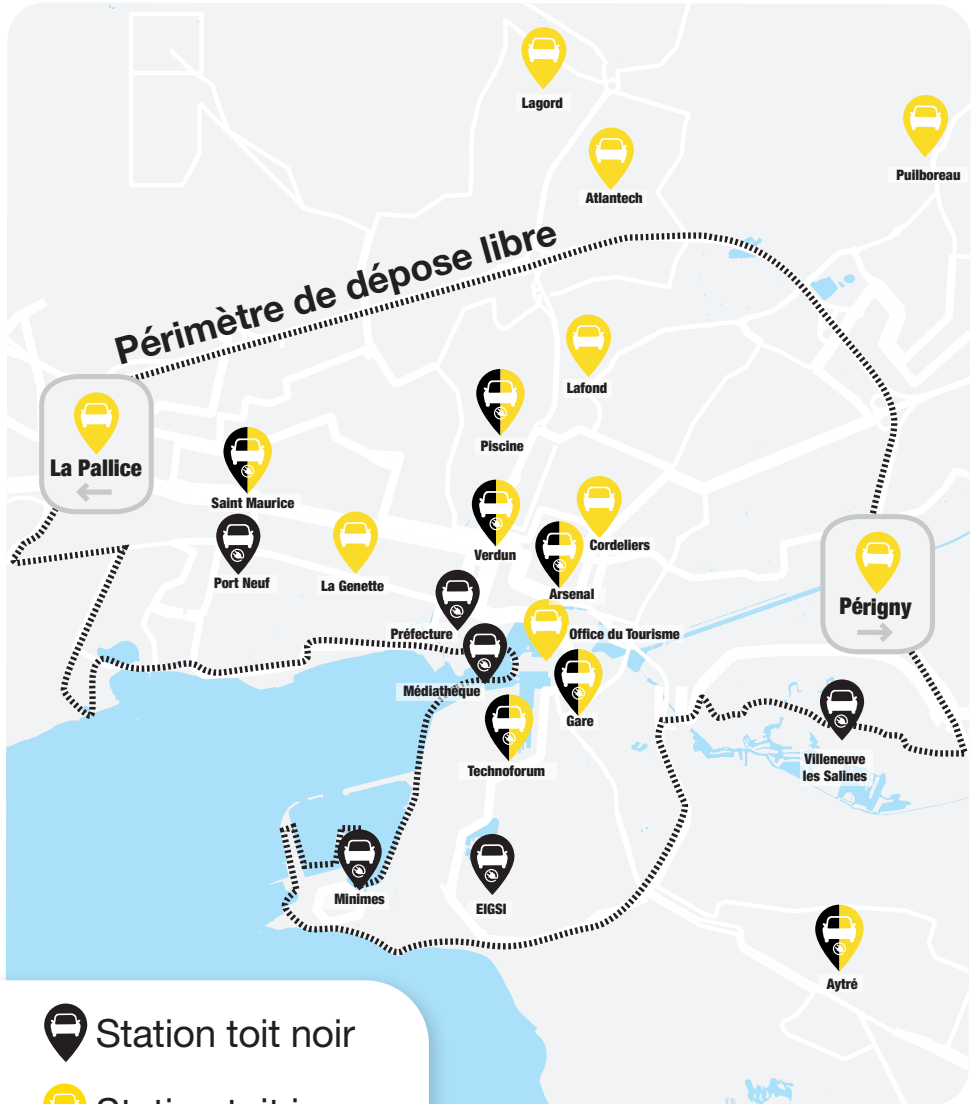 Lagord
Puilboreau
Atlantech
Périmètre de dépose libre
Lafond
Piscine
La Pallice
Saint Maurice
Verdun
Cordeliers
Port Neuf
La Genette
Arsenal
Périgny
Préfecture
Office du Tourisme
Médiathèque
Gare
Technoforum
Villeneuve
les Salines
Minimes
EIGSI
Aytré
Station toit noir